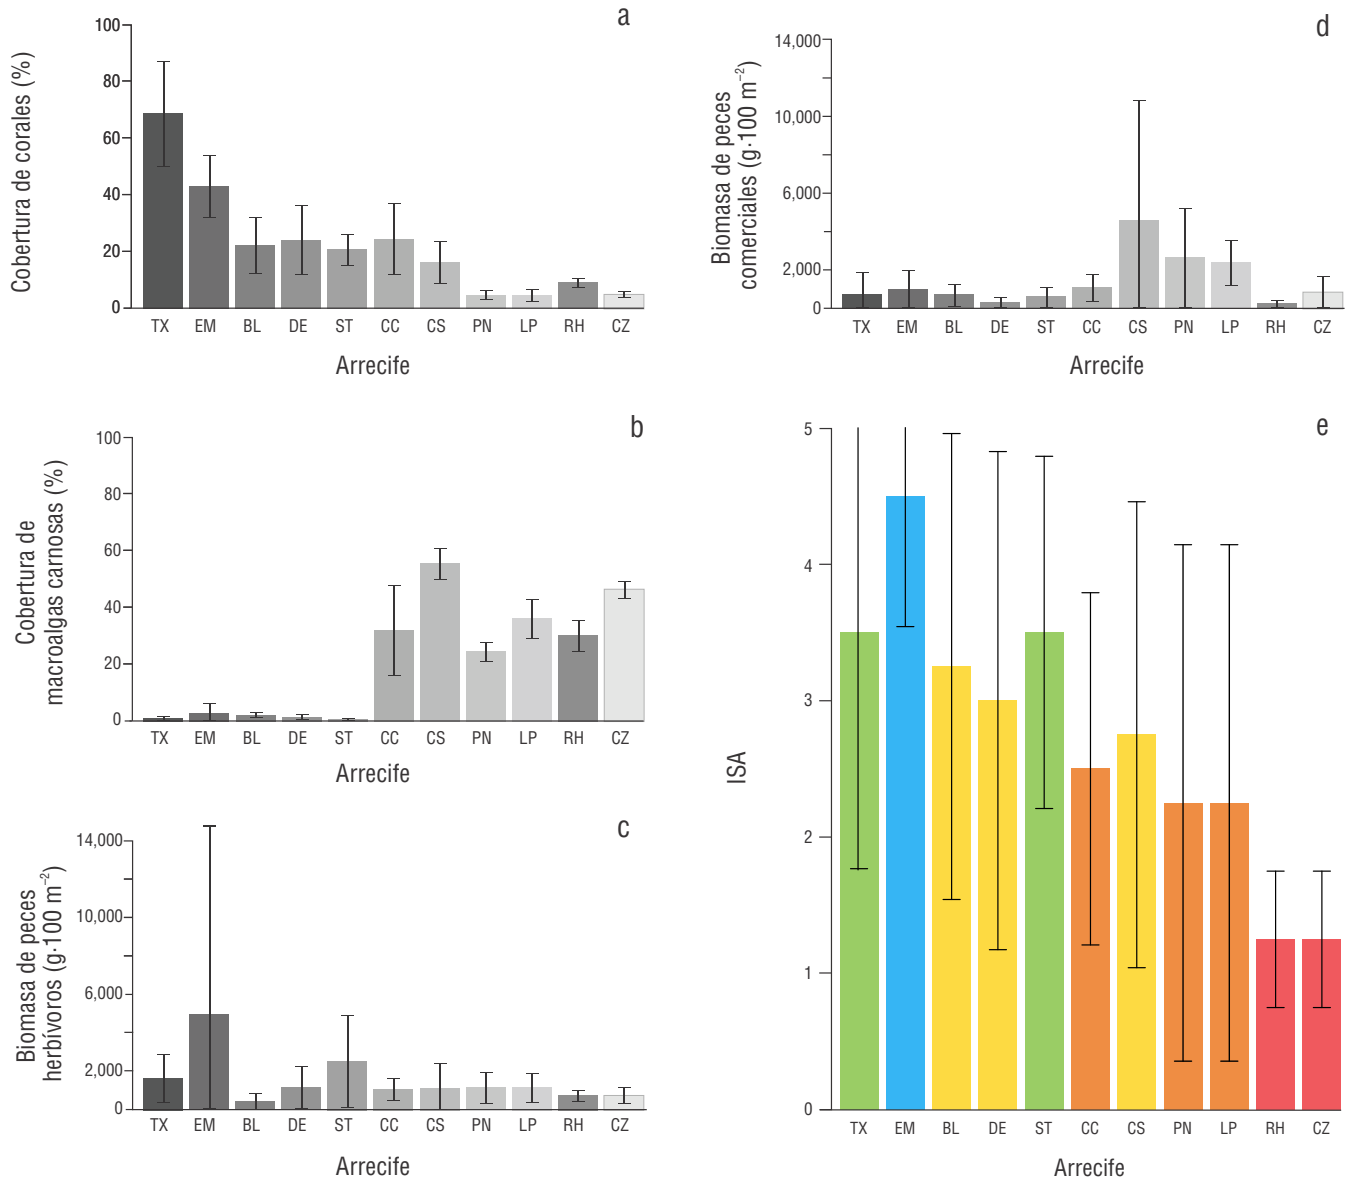 a
Cobertura de corales (%)
100
80
60
40
20
0
TX EM BL DE ST CC CS PN LP RH CZ
Arrecife
b
Cobertura de
macroalgas carnosas (%)
100
80
60
40
20
0
TX EM BL DE ST CC CS PN LP RH CZ
Arrecife
c
Biomasa de peces
herbívoros (g·100 m⁻²)
14,000
10,000
6,000
2,000
0
TX EM BL DE ST CC CS PN LP RH CZ
Arrecife
d
Biomasa de peces
comerciales (g·100 m⁻²)
14,000
10,000
6,000
2,000
0
TX EM BL DE ST CC CS PN LP RH CZ
Arrecife
e
ISA
5
4
3
2
1
0
TX EM BL DE ST CC CS PN LP RH CZ
Arrecife